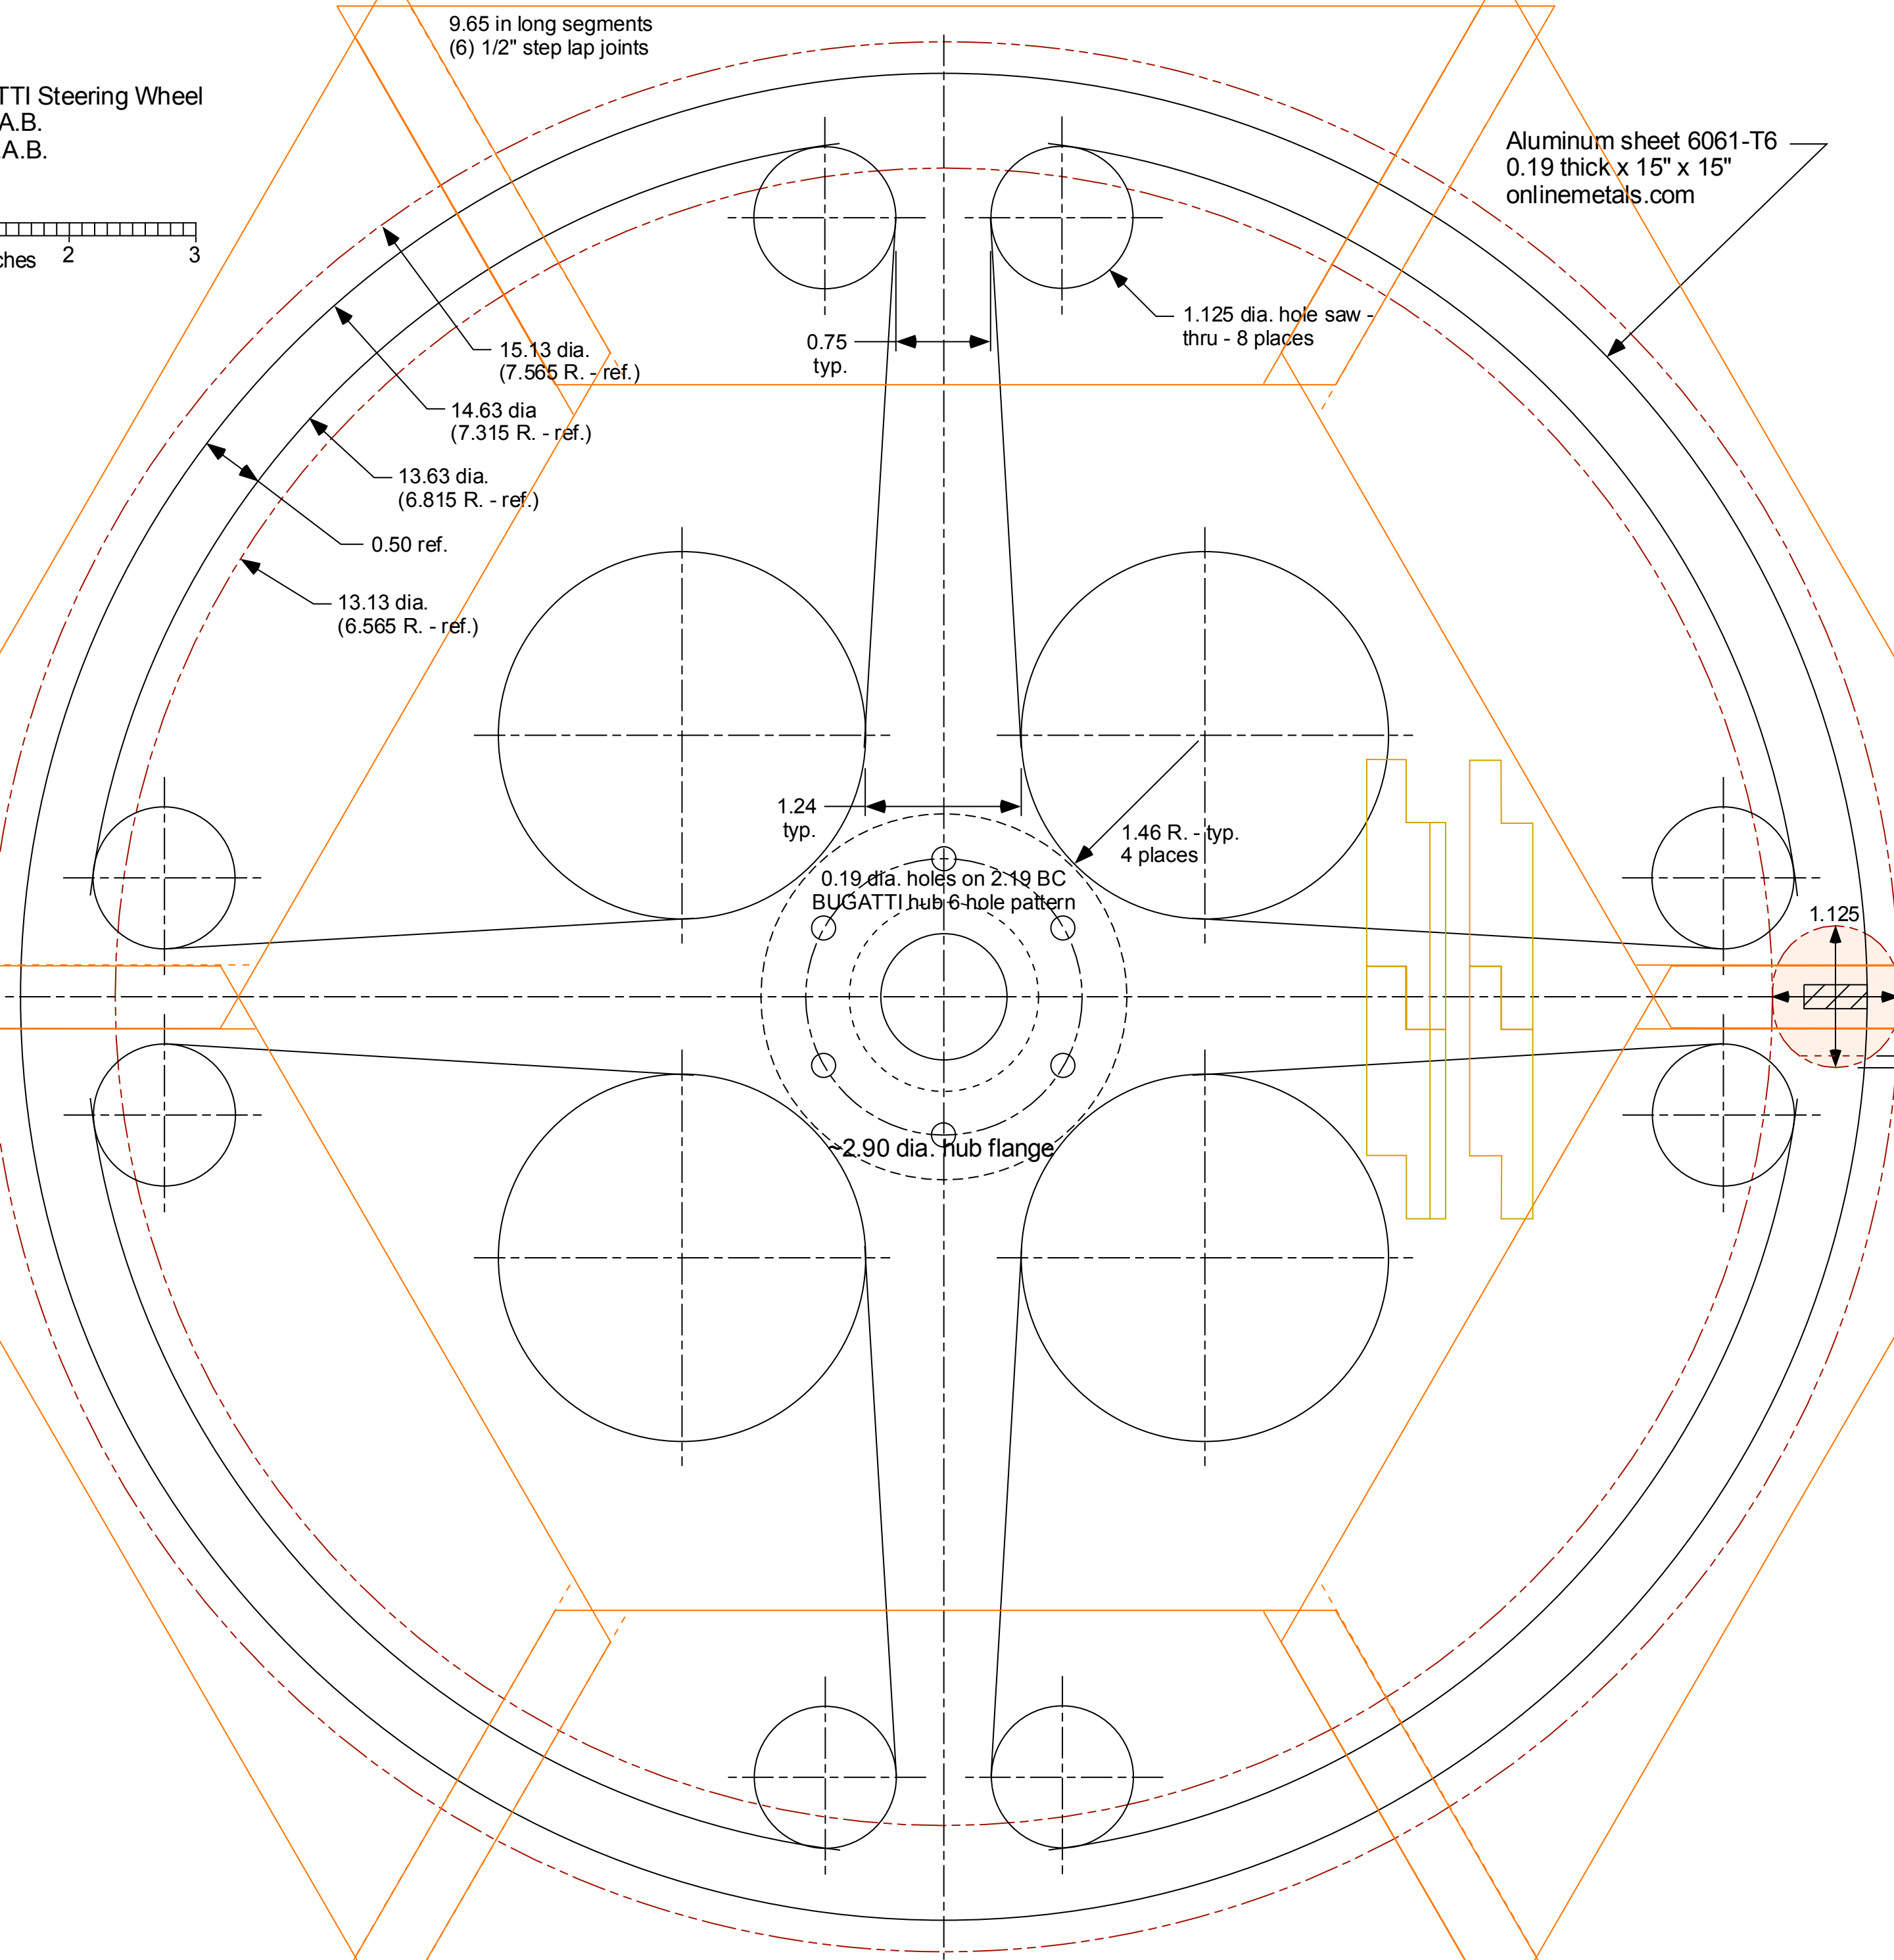 9.65 in long segments
(6) 1/2" step lap joints
TTI Steering Wheel
A.B.
.A.B.
ches 2 3
Aluminum sheet 6061-T6
0.19 thick x 15" x 15"
onlinemetals.com
15.13 dia.
(7.565 R. - ref.)
14.63 dia
(7.315 R. - ref.)
13.63 dia.
(6.815 R. - ref.)
0.50 ref.
13.13 dia.
(6.565 R. - ref.)
0.75
typ.
1.125 dia. hole saw -
thru - 8 places
1.24
typ.
1.46 R. - typ.
4 places
0.19 dia. holes on 2.19 BC
BUGATTI hub 6 hole pattern
~2.90 dia. hub flange
1.125